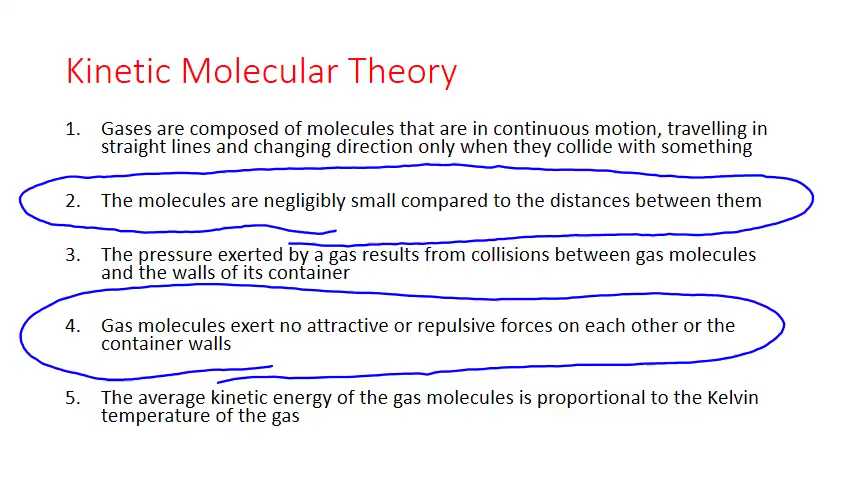 Kinetic Molecular Theory
1. Gases are composed of molecules that are in continuous motion, travelling in
straight lines and changing direction only when they collide with something
2. The molecules are negligibly small compared to the distances between them
3. The pressure exerted by a gas results from collisions between gas molecules
and the walls of its container
4. Gas molecules exert no attractive or repulsive forces on each other or the
container walls
5. The average kinetic energy of the gas molecules is proportional to the Kelvin
temperature of the gas